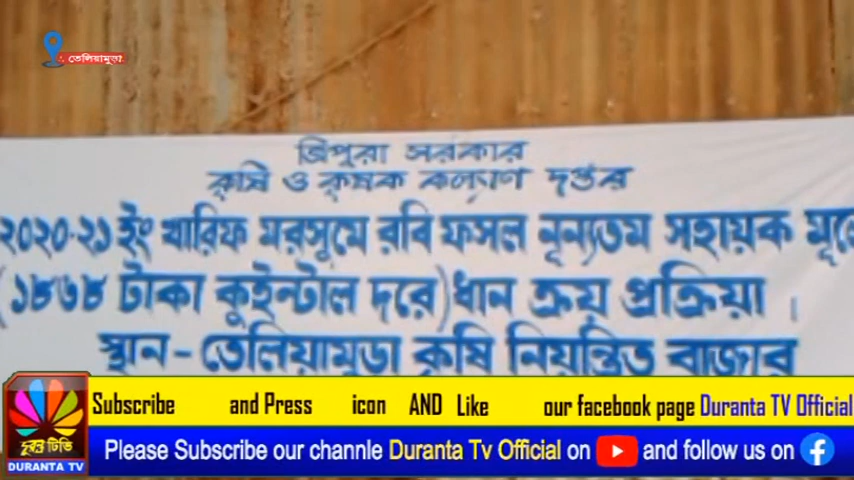 তেলিয়ামুড়া
ত্রিপুরা সরকার
কৃষি ও কৃষক কল্যাণ দপ্তর
২০২০-২১ ইং খারিফ মরসুমে রবি ফসল নূন্যতম সহায়ক
(১৮৬৮ টাকা কুইন্টাল দরে) ধান ক্রয় প্রক্রিয়া ।
স্থান - তেলিয়ামুড়া কৃষি নিয়ন্ত্রিত বাজার
Subscribe and Press icon AND Like our facebook page Duranta TV Official
দুরন্ত টিভি
DURANTA TV
Please Subscribe our channle Duranta Tv Official on and follow us on